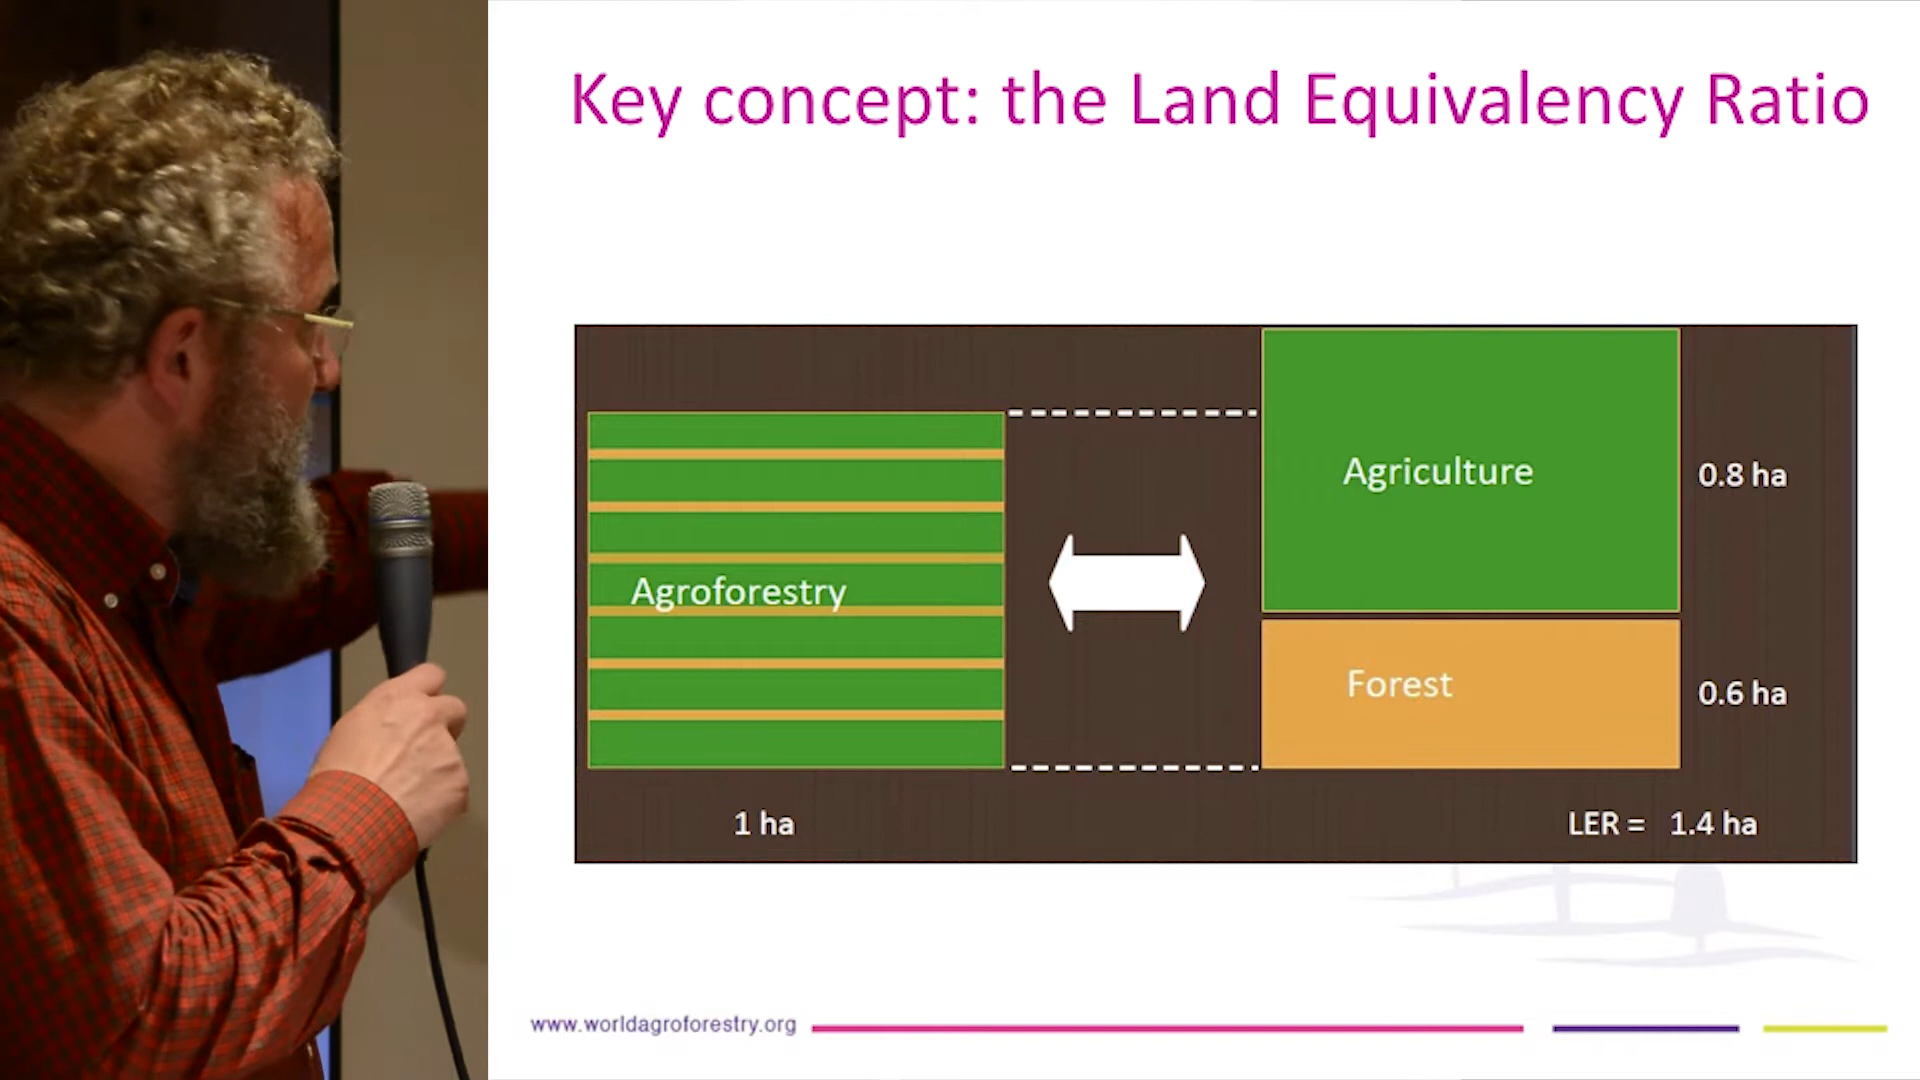 Key concept: the Land Equivalency Ratio
Agroforestry
Agriculture
0.8 ha
Forest
0.6 ha
1 ha
LER = 1.4 ha
www.worldagroforestry.org